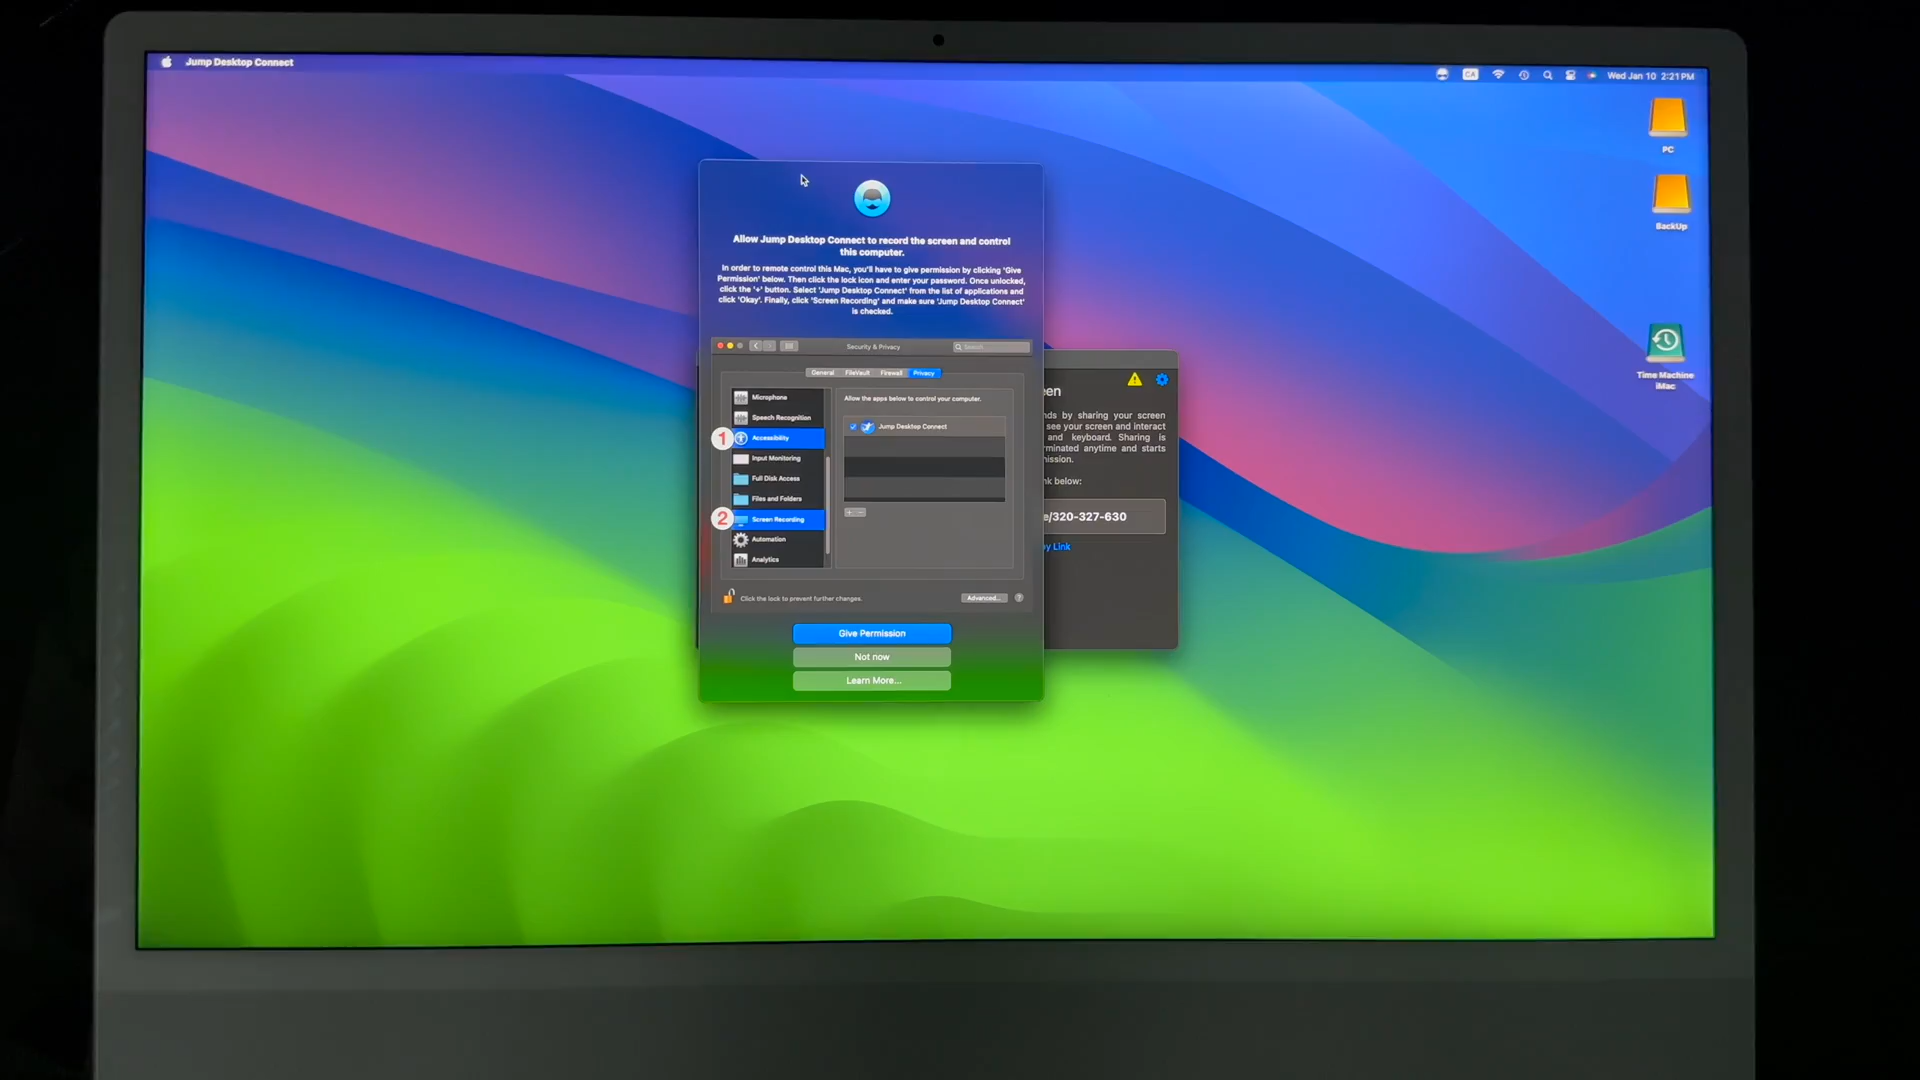 Jump Desktop Connect
CA
Wed Jan 10 2:21 PM
PC
BackUp
Time Machine
iMac
Allow Jump Desktop Connect to record the screen and control
this computer.
In order to remote control this Mac, you'll have to give permission by clicking 'Give
Permission' below. Then click the lock icon and enter your password. Once unlocked,
click the '+' button. Select 'Jump Desktop Connect' from the list of applications and
click 'Okay'. Finally, click 'Screen Recording' and make sure 'Jump Desktop Connect'
is checked.
Security & Privacy
Search
General FileVault Firewall Privacy
Microphone
Speech Recognition
1 Accessibility
Input Monitoring
Full Disk Access
Files and Folders
2 Screen Recording
Automation
Analytics
Allow the apps below to control your computer.
Jump Desktop Connect
+ −
Click the lock to prevent further changes.
Advanced... ?
Give Permission
Not now
Learn More...
een
nds by sharing your screen
see your screen and interact
and keyboard. Sharing is
rminated anytime and starts
mission.
nk below:
e/320-327-630
py Link